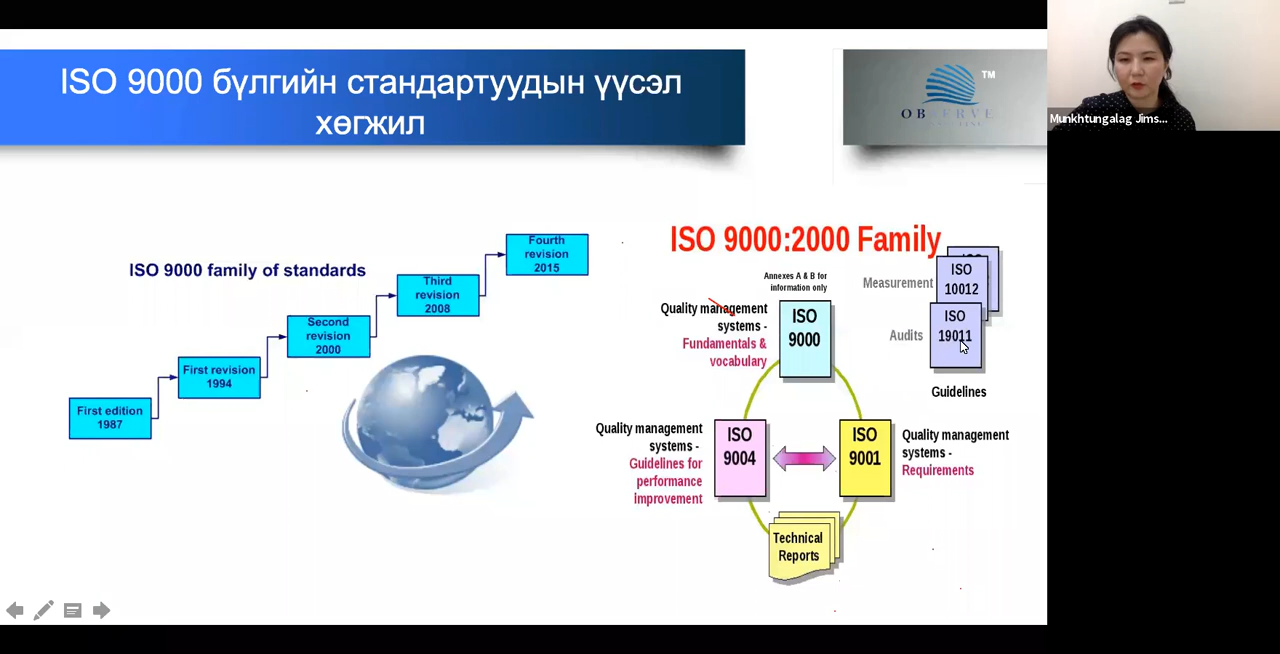 ISO 9000 бүлгийн стандартуудын үүсэл
хөгжил
TM
OBSERVE
Munkhtungalag Jims...
ISO 9000 family of standards
First edition
1987
First revision
1994
Second
revision
2000
Third
revision
2008
Fourth
revision
2015
ISO 9000:2000 Family
Annexes A & B for
information only
Quality management
systems -
Fundamentals &
vocabulary
ISO
9000
Measurement
ISO
10012
Audits
ISO
19011
Guidelines
Quality management
systems -
Guidelines for
performance
improvement
ISO
9004
ISO
9001
Quality management
systems -
Requirements
Technical
Reports